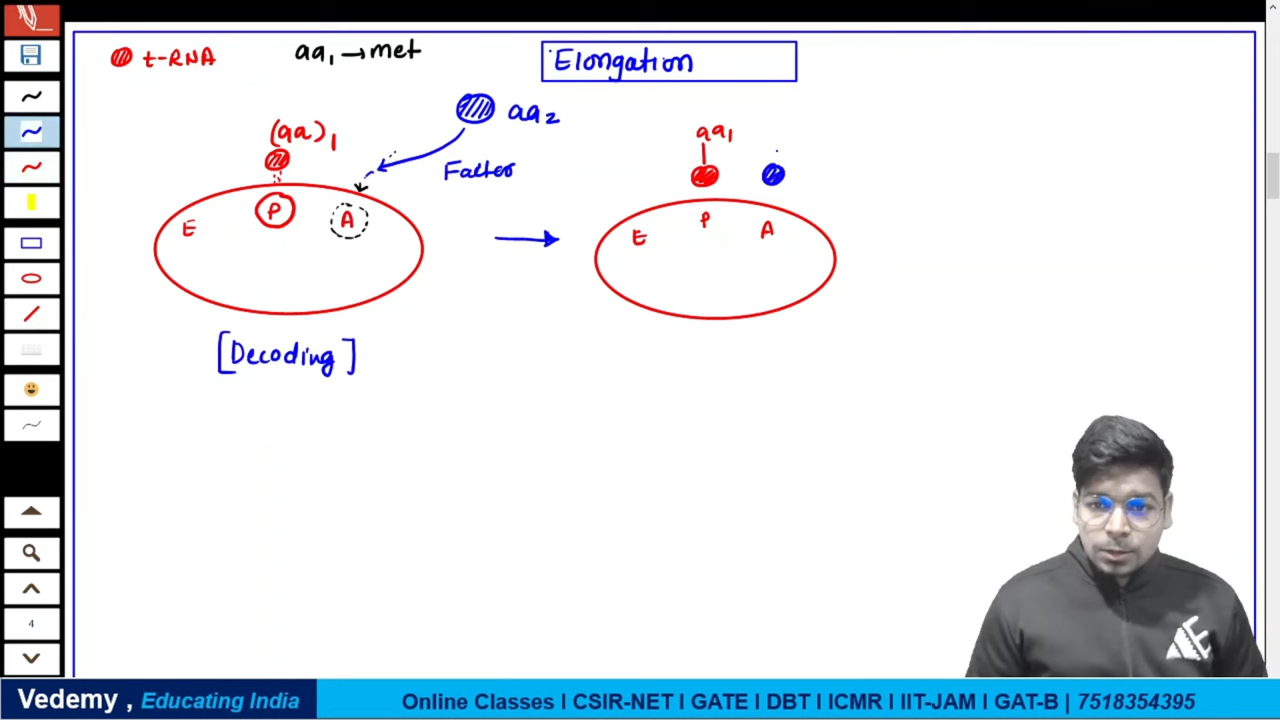 t-RNA
aa1 → met
Elongation
(aa)1
aa2
Factor
E
P
A
[Decoding]
aa1
E
P
A
4
Vedemy , Educating India
Online Classes I CSIR-NET I GATE I DBT I ICMR I IIT-JAM I GAT-B | 7518354395